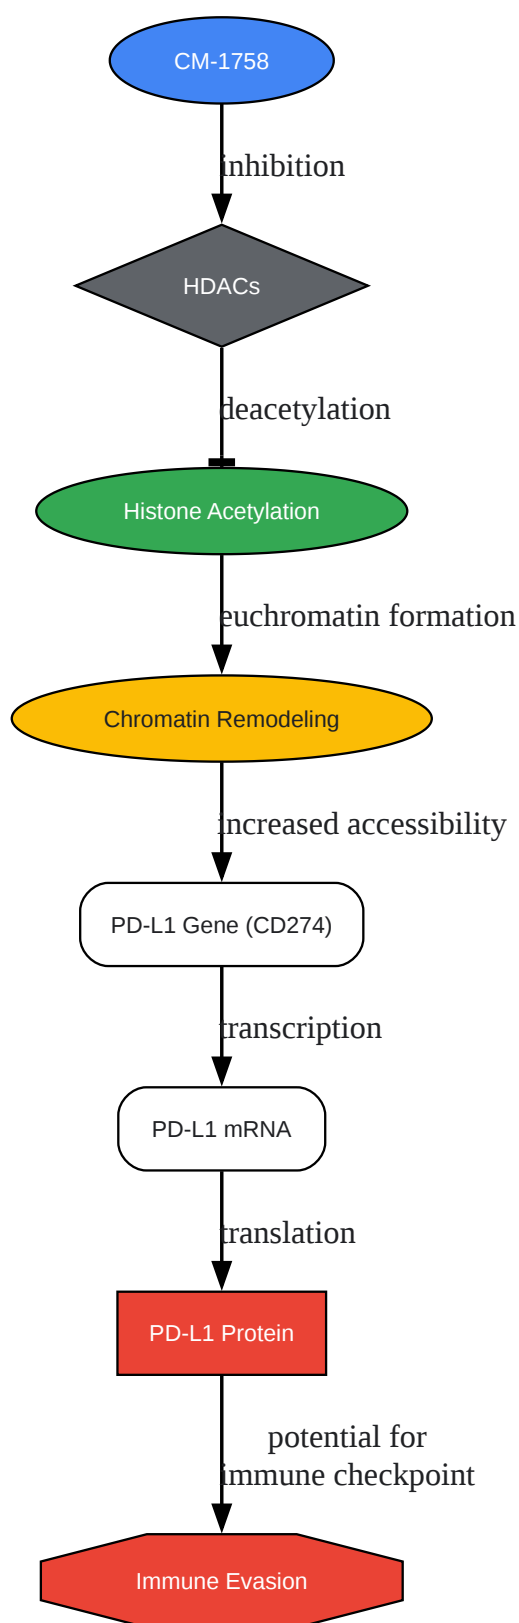 CM-1758
inhibition
HDACs
deacetylation
Histone Acetylation
euchromatin formation
Chromatin Remodeling
increased accessibility
PD-L1 Gene (CD274)
transcription
PD-L1 mRNA
translation
PD-L1 Protein
potential for
immune checkpoint
Immune Evasion